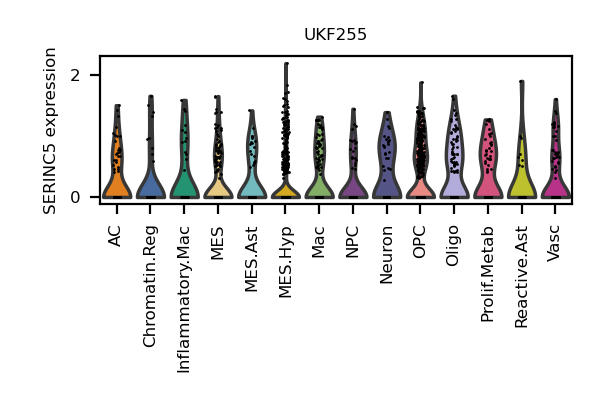 UKF255
SERINC5 expression
2
0
AC
Chromatin.Reg
Inflammatory.Mac
MES
MES.Ast
MES.Hyp
Mac
NPC
Neuron
OPC
Oligo
Prolif.Metab
Reactive.Ast
Vasc